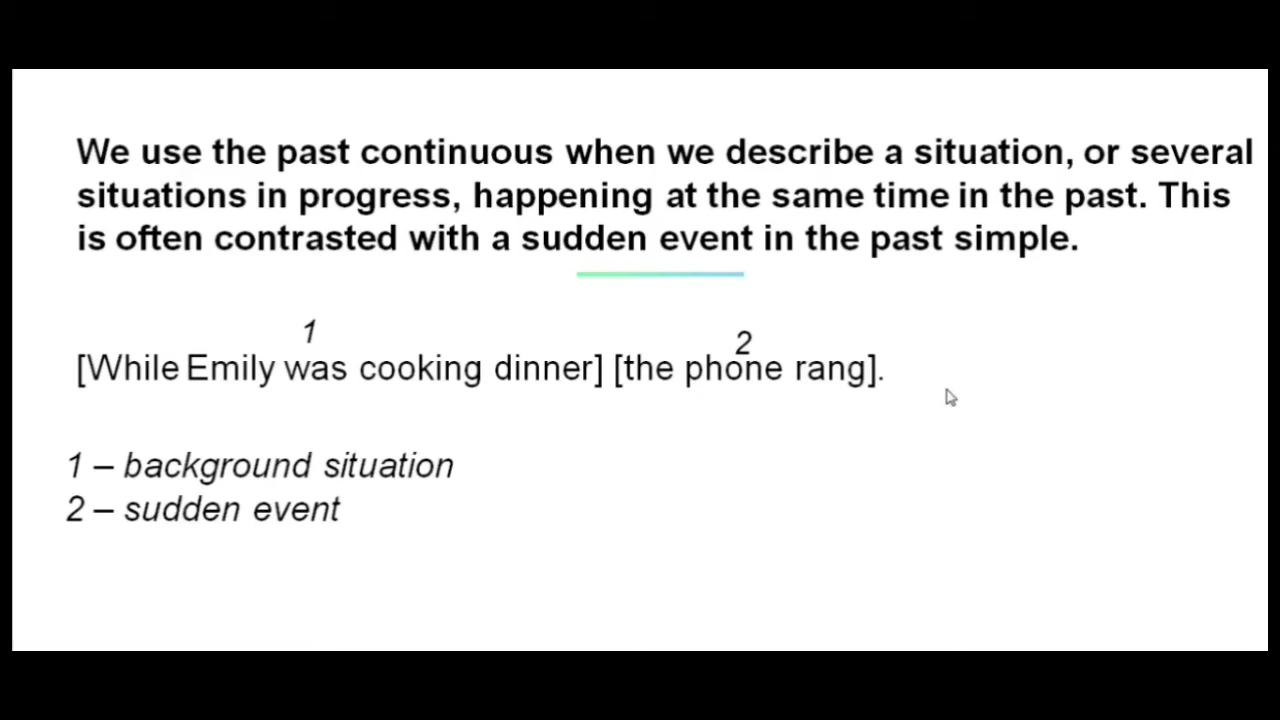 We use the past continuous when we describe a situation, or several
situations in progress, happening at the same time in the past. This
is often contrasted with a sudden event in the past simple.
1 2
[While Emily was cooking dinner] [the phone rang].
1 – background situation
2 – sudden event